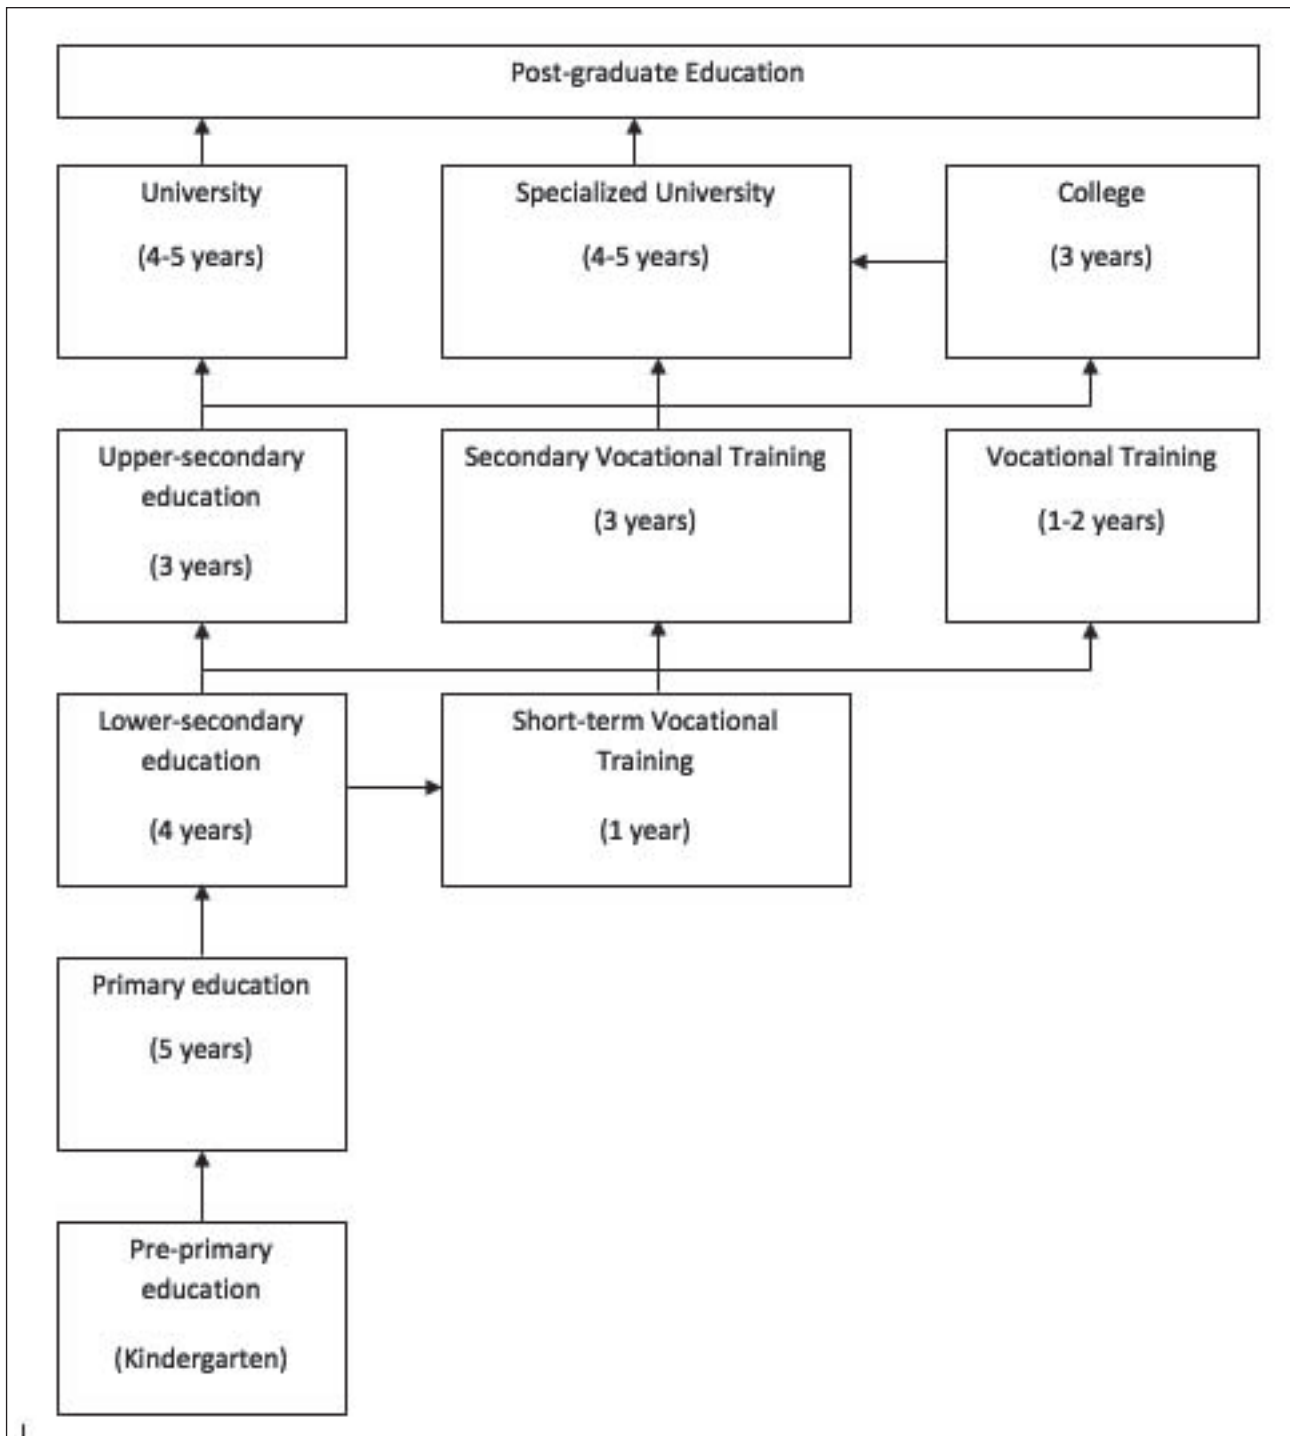 Post-graduate Education
University
(4-5 years)
Specialized University
(4-5 years)
College
(3 years)
Upper-secondary
education
(3 years)
Secondary Vocational Training
(3 years)
Vocational Training
(1-2 years)
Lower-secondary
education
(4 years)
Short-term Vocational
Training
(1 year)
Primary education
(5 years)
Pre-primary
education
(Kindergarten)